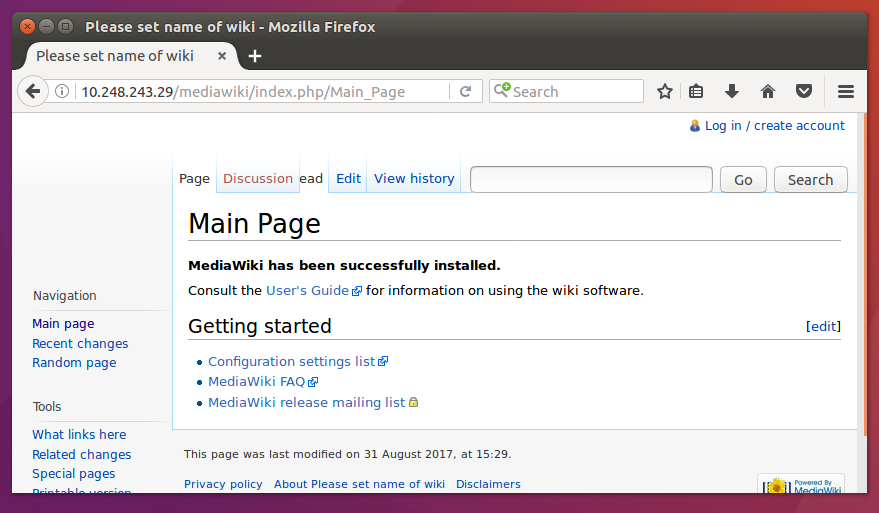 Please set name of wiki - Mozilla Firefox
Please set name of wiki
10.248.243.29/mediawiki/index.php/Main_Page
Search
Log in / create account
Page Discussion ead Edit View history Go Search
Main Page
MediaWiki has been successfully installed.
Consult the User's Guide for information on using the wiki software.
Navigation
Main page
Recent changes
Random page
Getting started [edit]
Configuration settings list
MediaWiki FAQ
MediaWiki release mailing list
Tools
What links here
Related changes
Special pages
Printable version
This page was last modified on 31 August 2017, at 15:29.
Privacy policy About Please set name of wiki Disclaimers
Powered By
MediaWiki